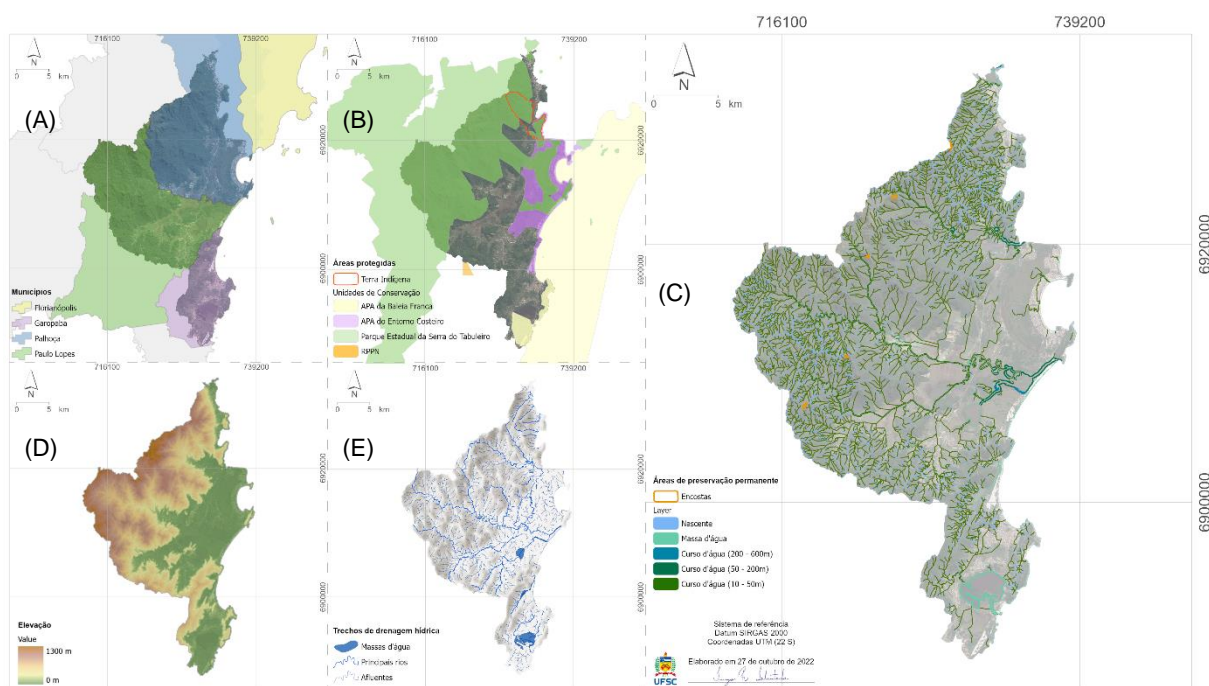 716100
739200
N
0 5 km
(A)
6920000
6900000
Municípios
Florianópolis
Garopaba
Palhoça
Paulo Lopes
716100
739200
N
0 5 km
(B)
6920000
6900000
Áreas protegidas
Terra Indígena
Unidades de Conservação
APA da Baleia Franca
APA do Entorno Costeiro
Parque Estadual da Serra do Tabuleiro
RPPN
716100
739200
N
0 5 km
(C)
6920000
6900000
Áreas de preservação permanente
Encostas
Layer
Nascente
Massa d'água
Curso d'água (200 - 600m)
Curso d'água (50 - 200m)
Curso d'água (10 - 50m)
Sistema de referência
Datum SIRGAS 2000
Coordenadas UTM (22 S)
Elaborado em 27 de outubro de 2022
UFSC
716100
739200
N
0 5 km
(D)
6920000
6900000
Elevação
Value
1300 m
0 m
716100
739200
N
0 5 km
(E)
6920000
6900000
Trechos de drenagem hídrica
Massas d'água
Principais rios
Afluentes